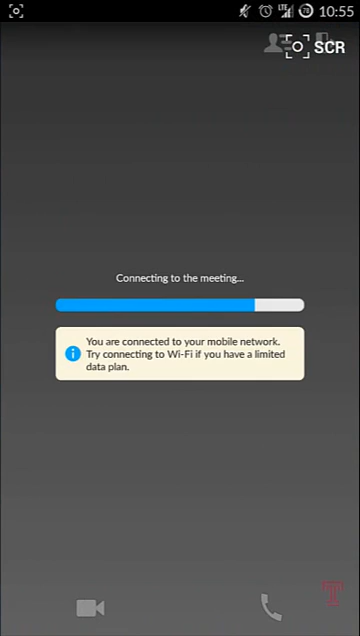 LTE 10:55
SCR
Connecting to the meeting...
You are connected to your mobile network.
Try connecting to Wi-Fi if you have a limited
data plan.
T